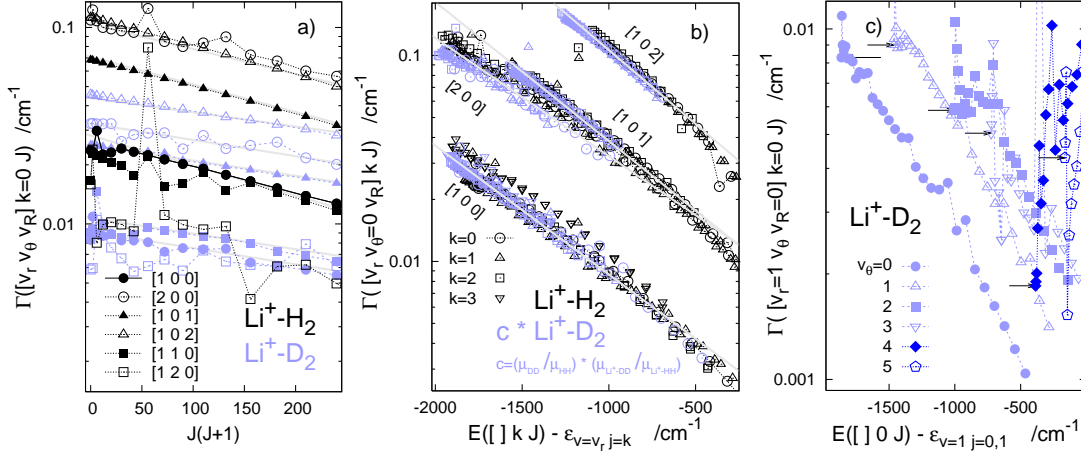 a)
Γ([v_r v_θ v_R] k=0 J) /cm⁻¹
0.1
0.01
[1 0 0]
[2 0 0]
[1 0 1]
[1 0 2]
[1 1 0]
[1 2 0]
Li⁺-H₂
Li⁺-D₂
0 50 100 150 200
J(J+1)
b)
Γ([v_r v_θ=0 v_R] k J) /cm⁻¹
0.1
0.01
[1 0 2]
[2 0 0]
[1 0 1]
[1 0 0]
k=0
k=1
k=2
k=3
Li⁺-H₂
c * Li⁺-D₂
c=(μ_DD/μ_HH) * (μ_Li⁺-DD/μ_Li⁺-HH)
-2000 -1500 -1000 -500
E([ ] k J) - ε_{v=v_r j=k} /cm⁻¹
c)
Γ( [v_r=1 v_θ v_R=0] k=0 J) /cm⁻¹
0.01
0.001
Li⁺-D₂
v_θ=0
1
2
3
4
5
-1500 -1000 -500
E([ ] 0 J) - ε_{v=1 j=0,1} /cm⁻¹